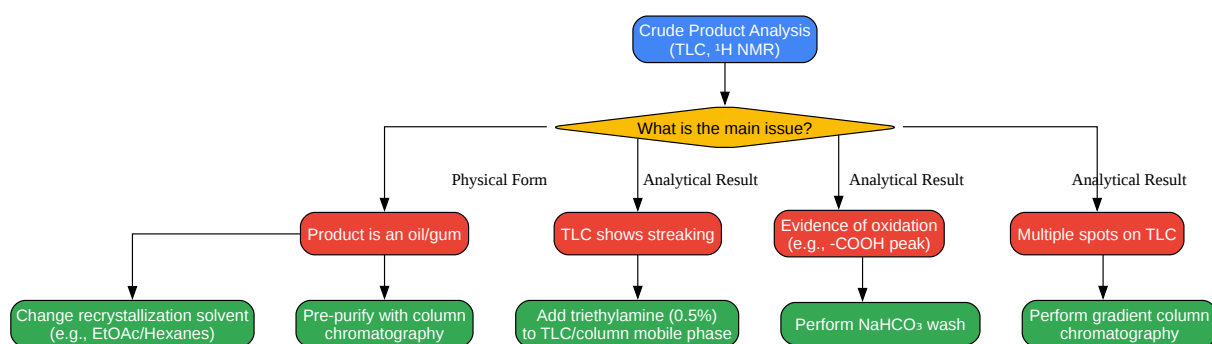 Crude Product Analysis
(TLC, ¹H NMR)
What is the main issue?
Physical Form
Analytical Result
Analytical Result
Analytical Result
Product is an oil/gum
TLC shows streaking
Evidence of oxidation
(e.g., -COOH peak)
Multiple spots on TLC
Change recrystallization solvent
(e.g., EtOAc/Hexanes)
Pre-purify with column
chromatography
Add triethylamine (0.5%)
to TLC/column mobile phase
Perform NaHCO₃ wash
Perform gradient column
chromatography